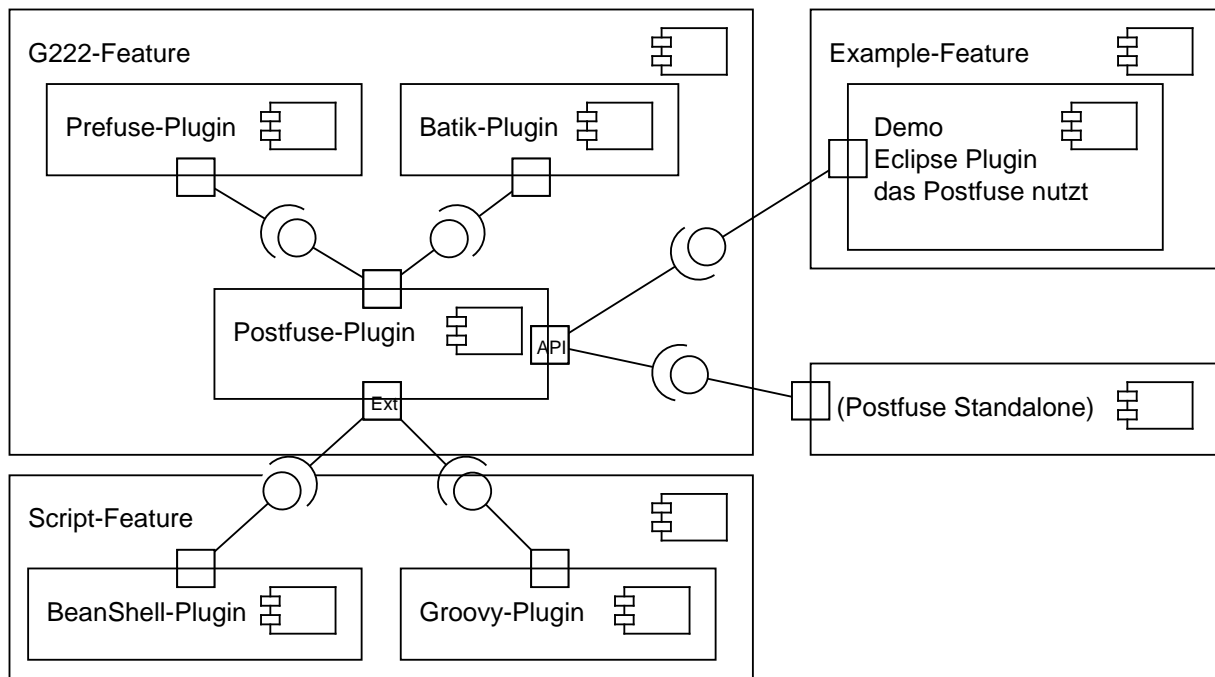 G222-Feature
Prefuse-Plugin
Batik-Plugin
Postfuse-Plugin
API
Ext
Example-Feature
Demo
Eclipse Plugin
das Postfuse nutzt
(Postfuse Standalone)
Script-Feature
BeanShell-Plugin
Groovy-Plugin